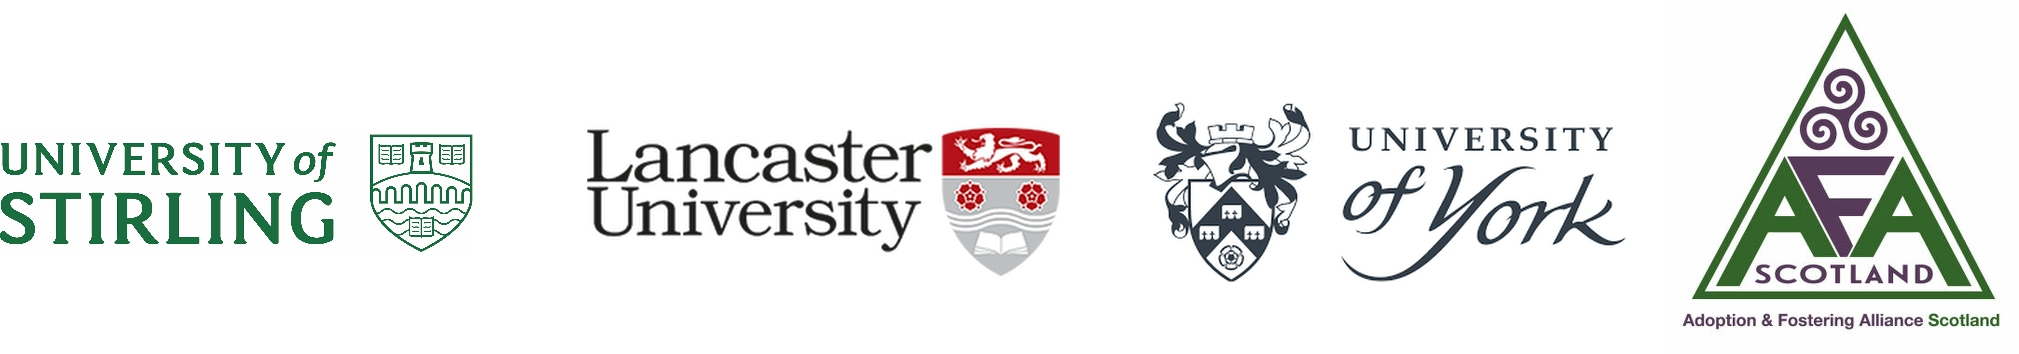 UNIVERSITY of
STIRLING
Lancaster
University
UNIVERSITY
of York
AFA
SCOTLAND
Adoption & Fostering Alliance Scotland